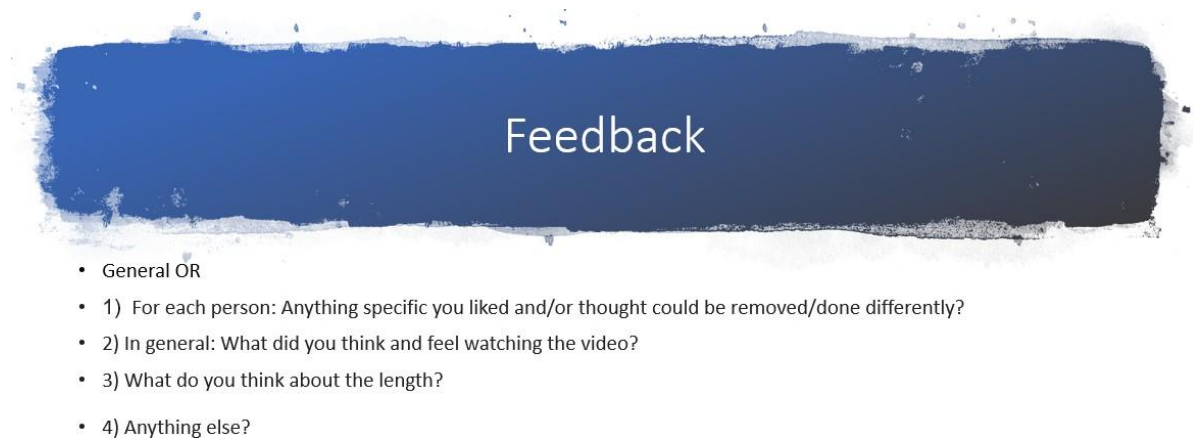 Feedback
• General OR
• 1) For each person: Anything specific you liked and/or thought could be removed/done differently?
• 2) In general: What did you think and feel watching the video?
• 3) What do you think about the length?
• 4) Anything else?